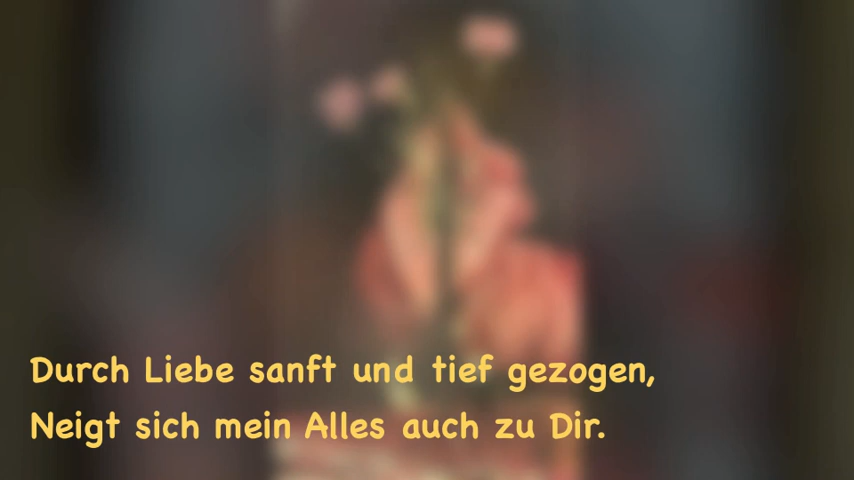 Durch Liebe sanft und tief gezogen,
Neigt sich mein Alles auch zu Dir.